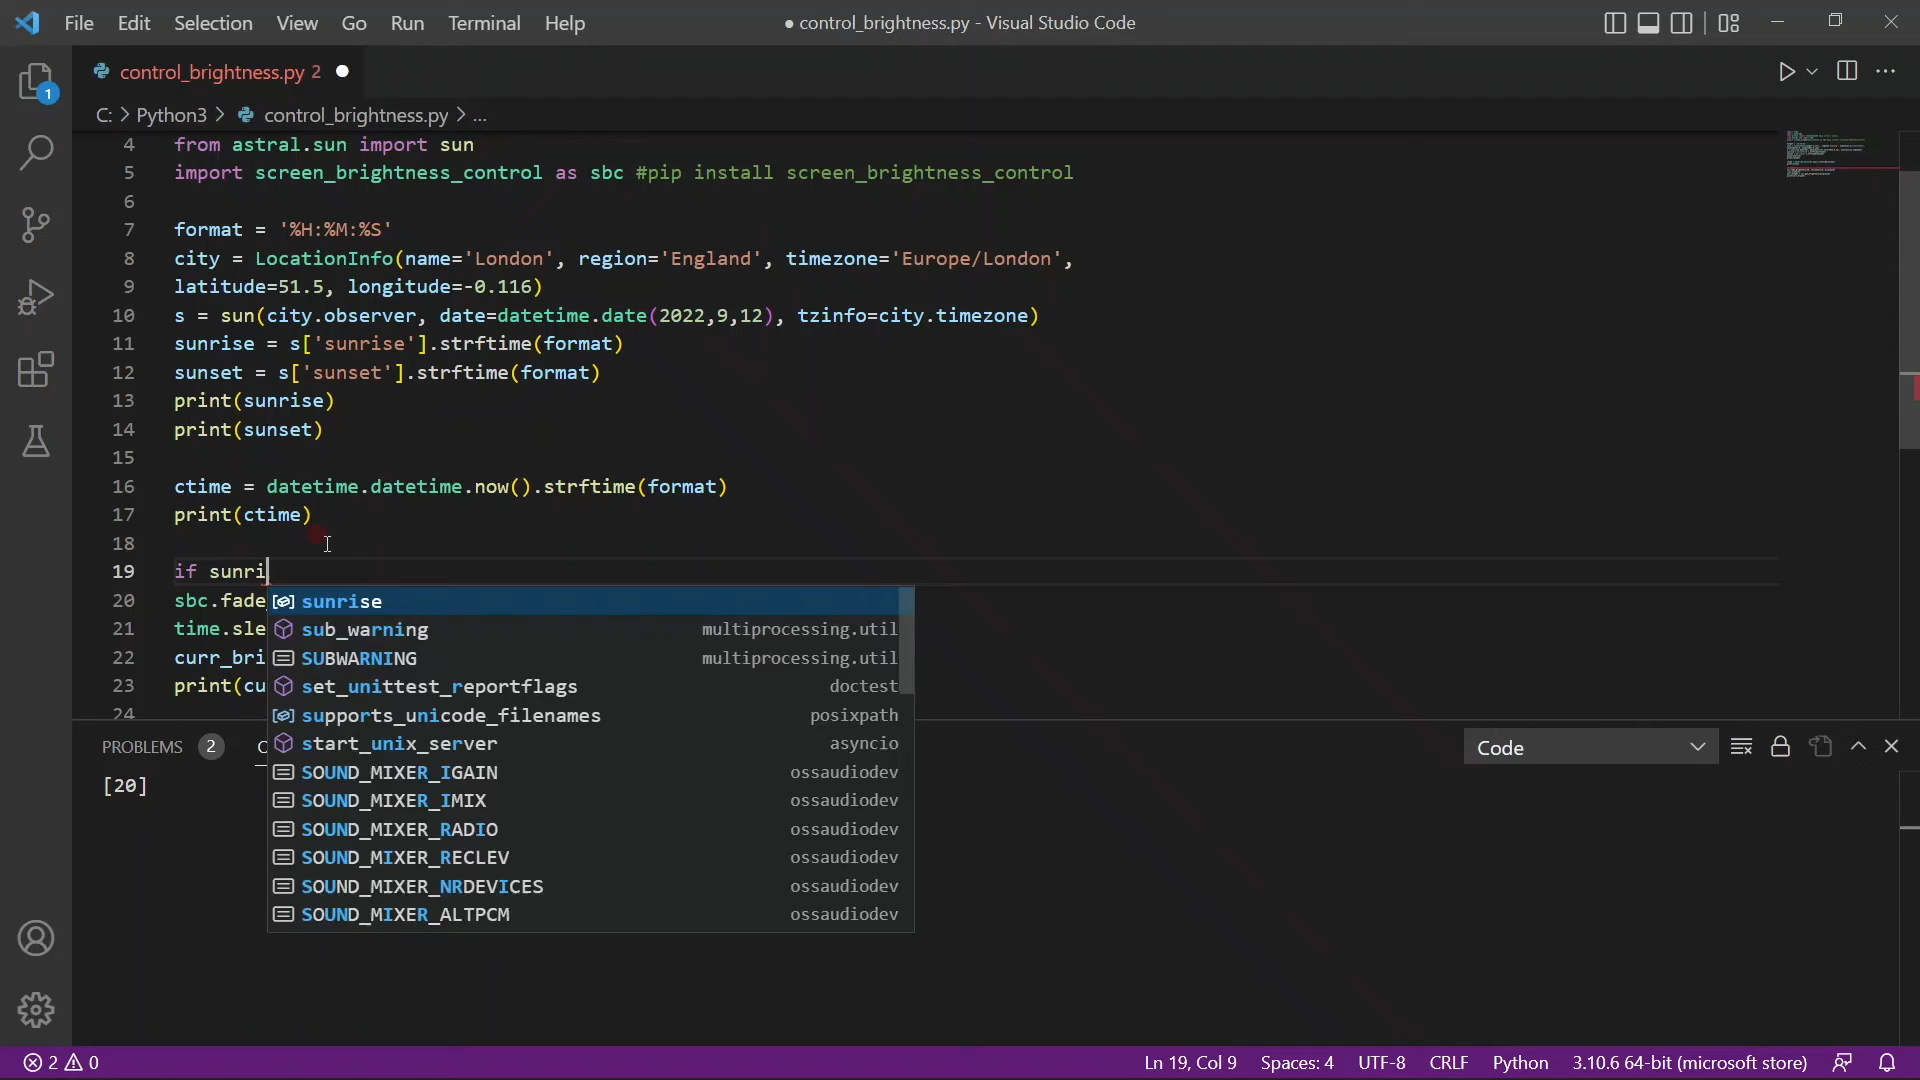 File Edit Selection View Go Run Terminal Help
● control_brightness.py - Visual Studio Code
1
control_brightness.py 2
C: > Python3 > control_brightness.py > ...
4 from astral.sun import sun
5 import screen_brightness_control as sbc #pip install screen_brightness_control
6
7 format = '%H:%M:%S'
8 city = LocationInfo(name='London', region='England', timezone='Europe/London',
9 latitude=51.5, longitude=-0.116)
10 s = sun(city.observer, date=datetime.date(2022,9,12), tzinfo=city.timezone)
11 sunrise = s['sunrise'].strftime(format)
12 sunset = s['sunset'].strftime(format)
13 print(sunrise)
14 print(sunset)
15
16 ctime = datetime.datetime.now().strftime(format)
17 print(ctime)
18
19 if sunri
20 sbc.fade
21 time.sle
22 curr_bri
23 print(cu
24
sunrise
sub_warning multiprocessing.util
SUBWARNING multiprocessing.util
set_unittest_reportflags doctest
supports_unicode_filenames posixpath
start_unix_server asyncio
SOUND_MIXER_IGAIN ossaudiodev
SOUND_MIXER_IMIX ossaudiodev
SOUND_MIXER_RADIO ossaudiodev
SOUND_MIXER_RECLEV ossaudiodev
SOUND_MIXER_NRDEVICES ossaudiodev
SOUND_MIXER_ALTPCM ossaudiodev
PROBLEMS 2
Code
[20]
2 0
Ln 19, Col 9 Spaces: 4 UTF-8 CRLF Python 3.10.6 64-bit (microsoft store)